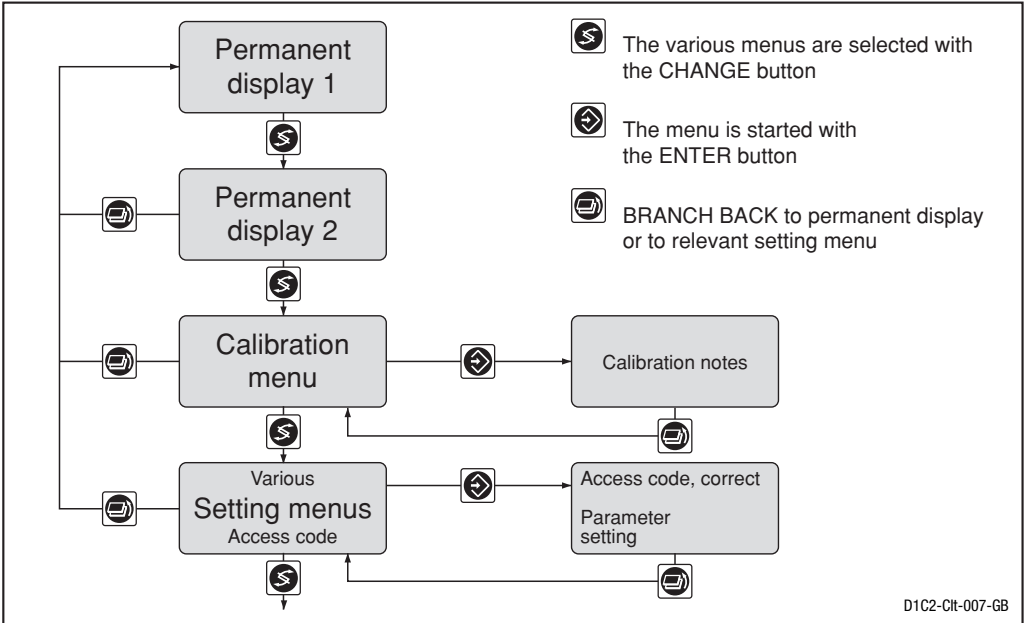 Permanent
display 1
Permanent
display 2
Calibration
menu
Calibration notes
Various
Setting menus
Access code
Access code, correct
Parameter
setting
The various menus are selected with
the CHANGE button
The menu is started with
the ENTER button
BRANCH BACK to permanent display
or to relevant setting menu
D1C2-Clt-007-GB